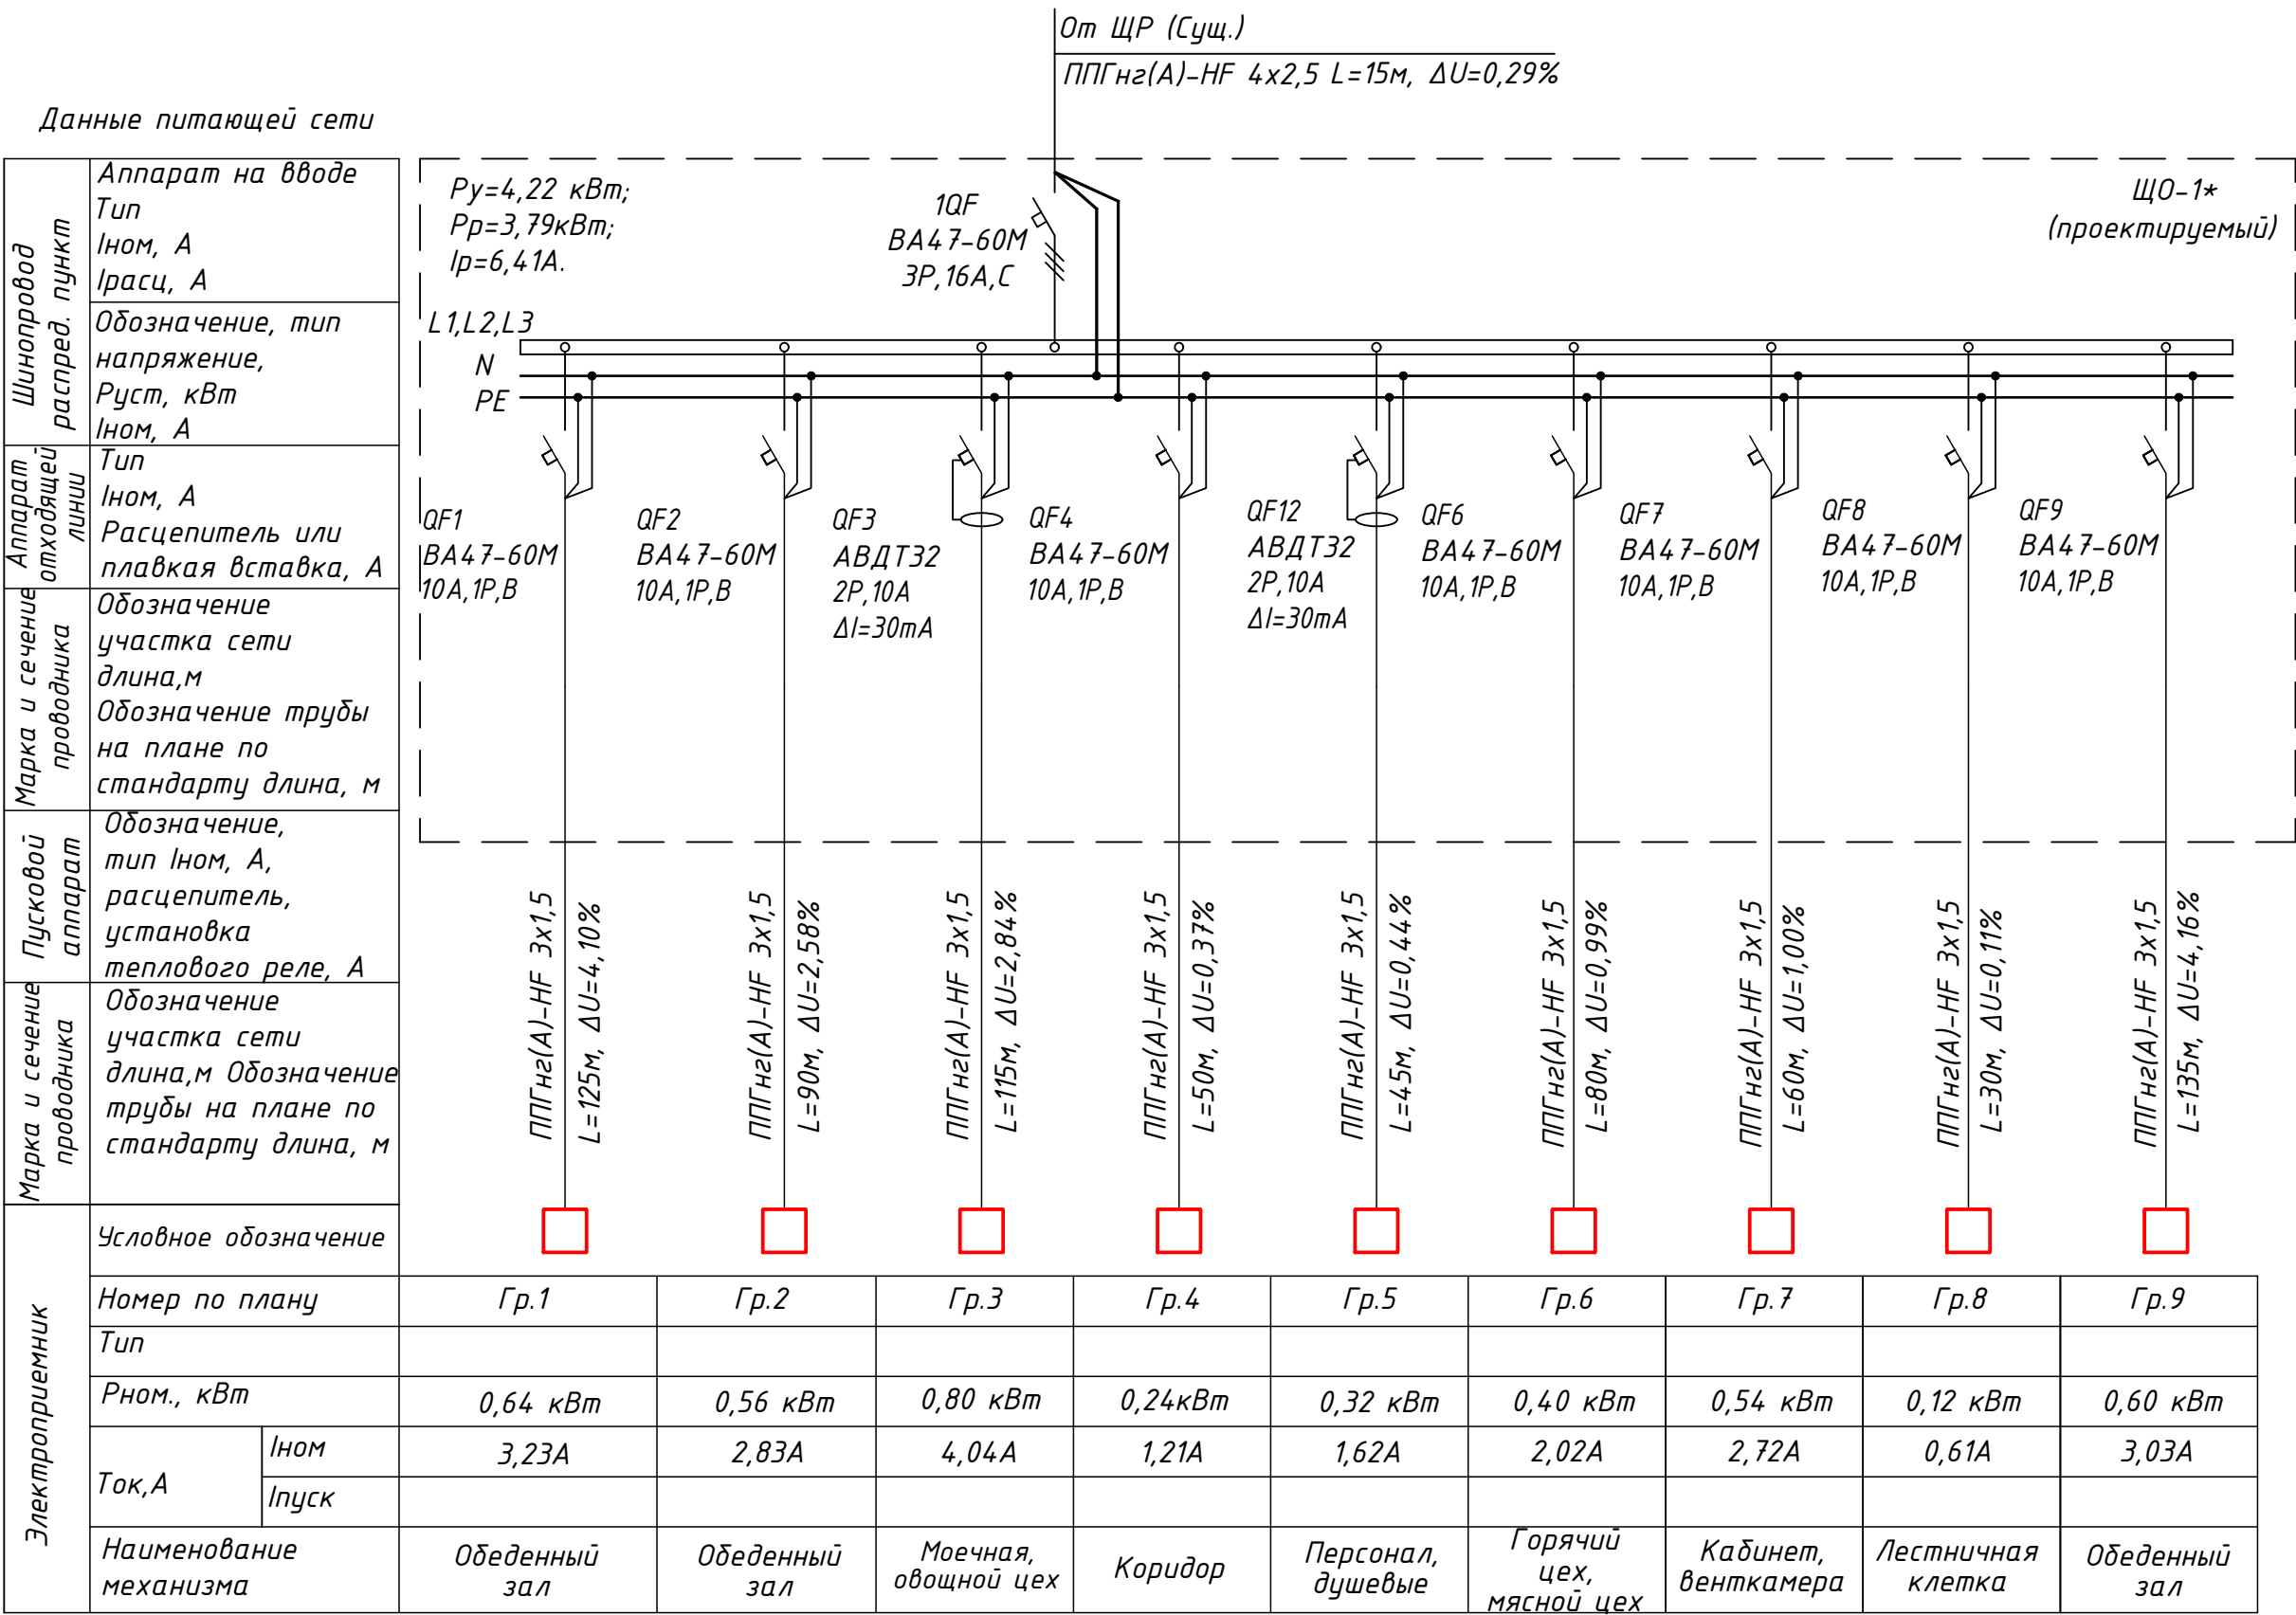 От ЩР (Сущ.)
ППГнг(А)-HF 4х2,5 L=15м, ΔU=0,29%
Данные питающей сети
Шинопровод
распред. пункт
Аппарат на вводе
Тип
Iном, А
Iрасц, А
Обозначение, тип
напряжение,
Руст, кВт
Iном, А
Аппарат
отходящей
линии
Тип
Iном, А
Расцепитель или
плавкая вставка, А
Марка и сечение
проводника
Обозначение
участка сети
длина,м
Обозначение трубы
на плане по
стандарту длина, м
Пусковой
аппарат
Обозначение,
тип Iном, А,
расцепитель,
установка
теплового реле, А
Марка и сечение
проводника
Обозначение
участка сети
длина,м Обозначение
трубы на плане по
стандарту длина, м
Ру=4,22 кВт;
Рр=3,79кВт;
Iр=6,41А.
1QF
ВА47-60М
3Р,16А,С
ЩО-1*
(проектируемый)
L1,L2,L3
N
PE
QF1
ВА47-60М
10А,1Р,В
QF2
ВА47-60М
10А,1Р,В
QF3
АВДТ32
2Р,10А
ΔI=30mA
QF4
ВА47-60М
10А,1Р,В
QF12
АВДТ32
2Р,10А
ΔI=30mA
QF6
ВА47-60М
10А,1Р,В
QF7
ВА47-60М
10А,1Р,В
QF8
ВА47-60М
10А,1Р,В
QF9
ВА47-60М
10А,1Р,В
ППГнг(А)-HF 3х1,5
L=125м, ΔU=4,10%
ППГнг(А)-HF 3х1,5
L=90м, ΔU=2,58%
ППГнг(А)-HF 3х1,5
L=115м, ΔU=2,84%
ППГнг(А)-HF 3х1,5
L=50м, ΔU=0,37%
ППГнг(А)-HF 3х1,5
L=45м, ΔU=0,44%
ППГнг(А)-HF 3х1,5
L=80м, ΔU=0,99%
ППГнг(А)-HF 3х1,5
L=60м, ΔU=1,00%
ППГнг(А)-HF 3х1,5
L=30м, ΔU=0,11%
ППГнг(А)-HF 3х1,5
L=135м, ΔU=4,16%
Электроприемник
Условное обозначение
Номер по плану Гр.1 Гр.2 Гр.3 Гр.4 Гр.5 Гр.6 Гр.7 Гр.8 Гр.9
Тип
Рном., кВт 0,64 кВт 0,56 кВт 0,80 кВт 0,24кВт 0,32 кВт 0,40 кВт 0,54 кВт 0,12 кВт 0,60 кВт
Ток,А
Iном 3,23А 2,83А 4,04А 1,21А 1,62А 2,02А 2,72А 0,61А 3,03А
Iпуск
Наименование
механизма
Обеденный
зал
Обеденный
зал
Моечная,
овощной цех
Коридор
Персонал,
душевые
Горячий
цех,
мясной цех
Кабинет,
венткамера
Лестничная
клетка
Обеденный
зал